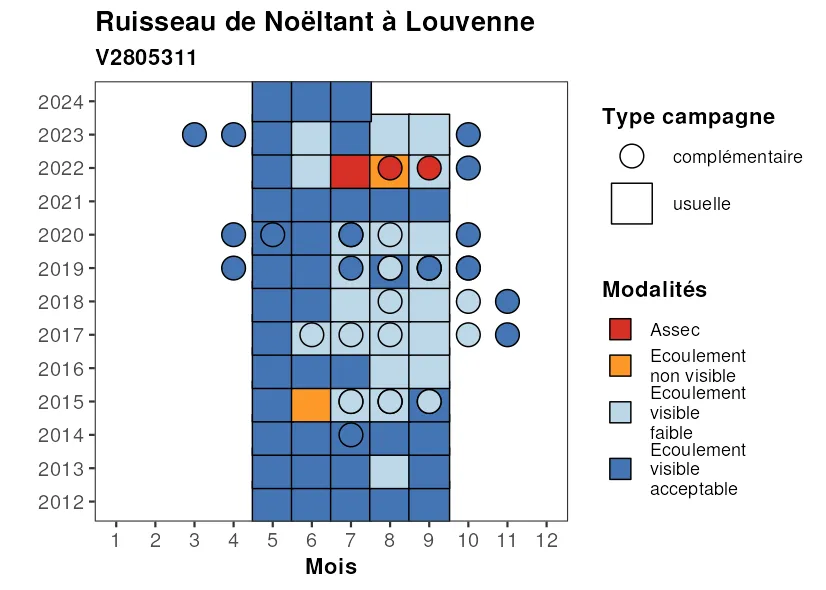 Ruisseau de Noëltant à Louvenne
V2805311
2024
2023
2022
2021
2020
2019
2018
2017
2016
2015
2014
2013
2012
1 2 3 4 5 6 7 8 9 10 11 12
Mois
Type campagne
complémentaire
usuelle
Modalités
Assec
Ecoulement
non visible
Ecoulement
visible
faible
Ecoulement
visible
acceptable